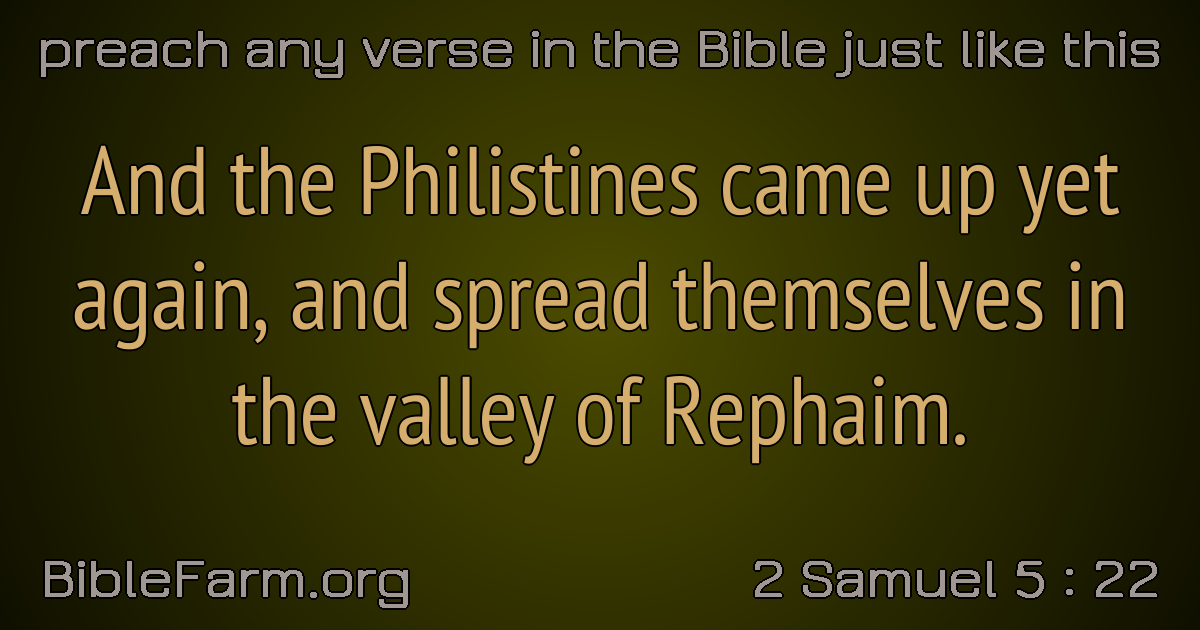 preach any verse in the Bible just like this
And the Philistines came up yet
again, and spread themselves in
the valley of Rephaim.
BibleFarm.org
2 Samuel 5 : 22